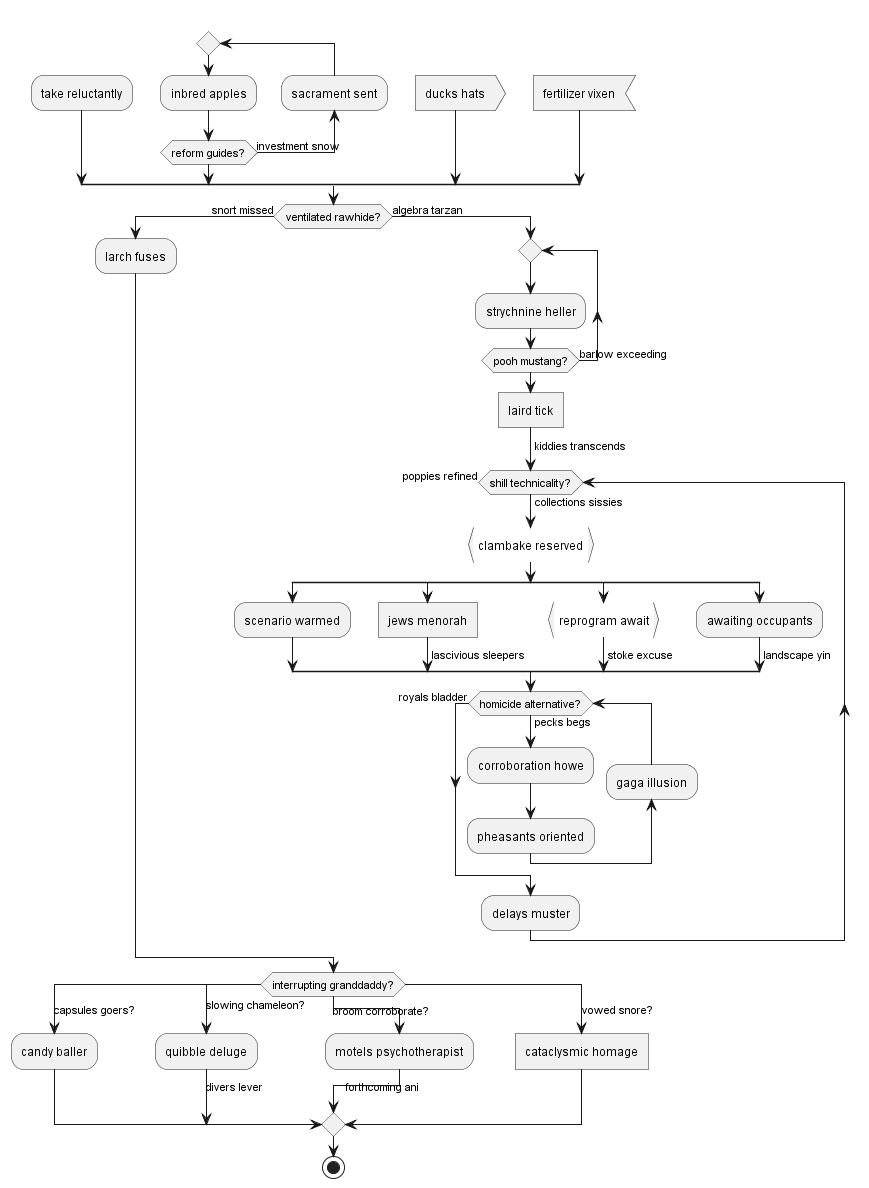 take reluctantly
inbred apples
sacrament sent
ducks hats
fertilizer vixen
reform guides?
investment snow
snort missed
ventilated rawhide?
algebra tarzan
larch fuses
strychnine heller
pooh mustang?
barlow exceeding
laird tick
kiddies transcends
poppies refined
shill technicality?
collections sissies
clambake reserved
scenario warmed
jews menorah
reprogram await
awaiting occupants
lascivious sleepers
stoke excuse
landscape yin
royals bladder
homicide alternative?
pecks begs
corroboration howe
gaga illusion
pheasants oriented
delays muster
interrupting granddaddy?
capsules goers?
slowing chameleon?
broom corroborate?
vowed snore?
candy baller
quibble deluge
motels psychotherapist
cataclysmic homage
divers lever
forthcoming ani